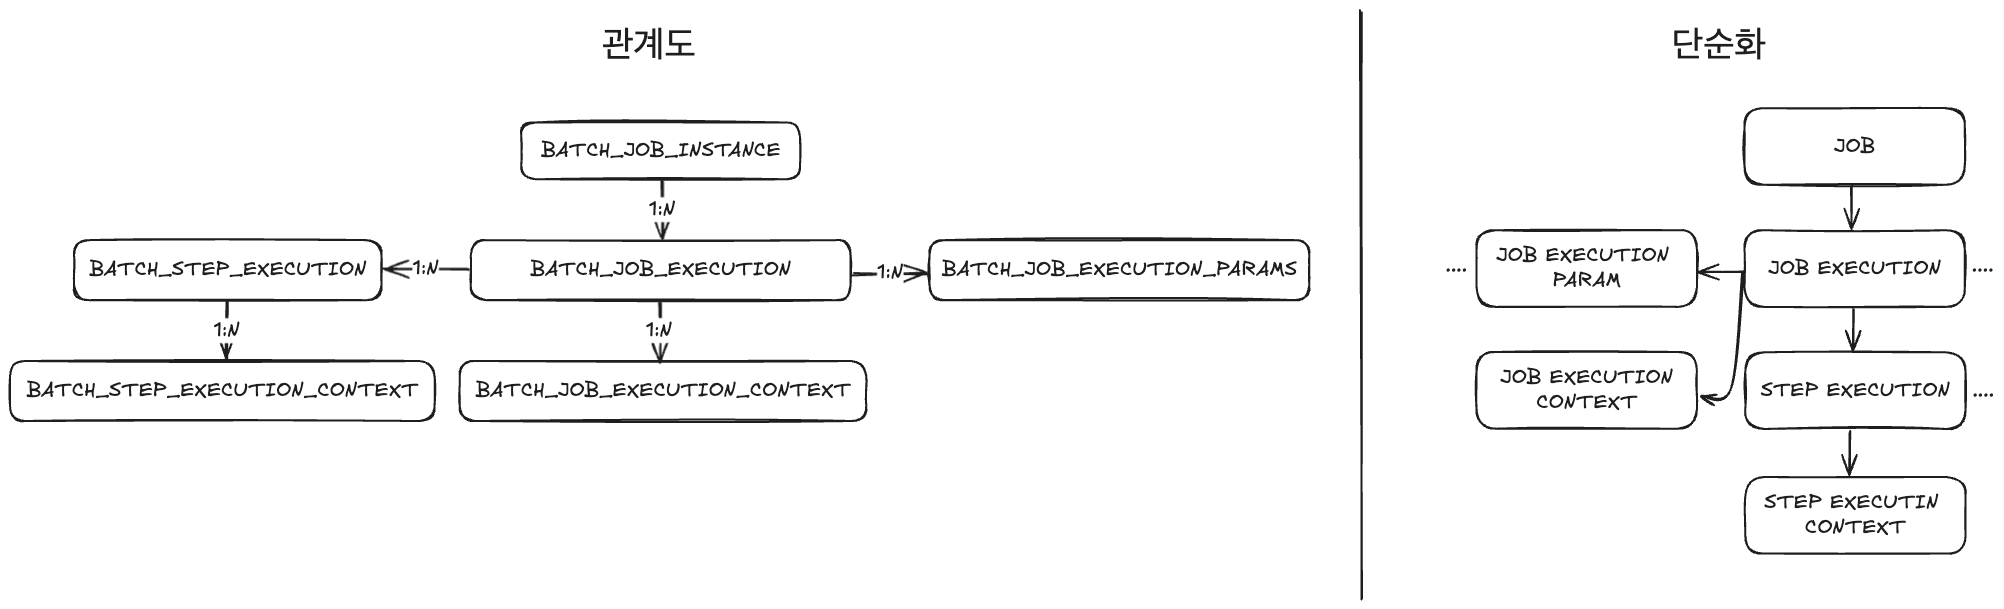 관계도
BATCH_JOB_INSTANCE
1:N
BATCH_STEP_EXECUTION
1:N
BATCH_JOB_EXECUTION
1:N
BATCH_JOB_EXECUTION_PARAMS
1:N
1:N
BATCH_STEP_EXECUTION_CONTEXT
BATCH_JOB_EXECUTION_CONTEXT
단순화
JOB
....
JOB EXECUTION
PARAM
JOB EXECUTION
....
JOB EXECUTION
CONTEXT
STEP EXECUTION
....
STEP EXECUTIN
CONTEXT